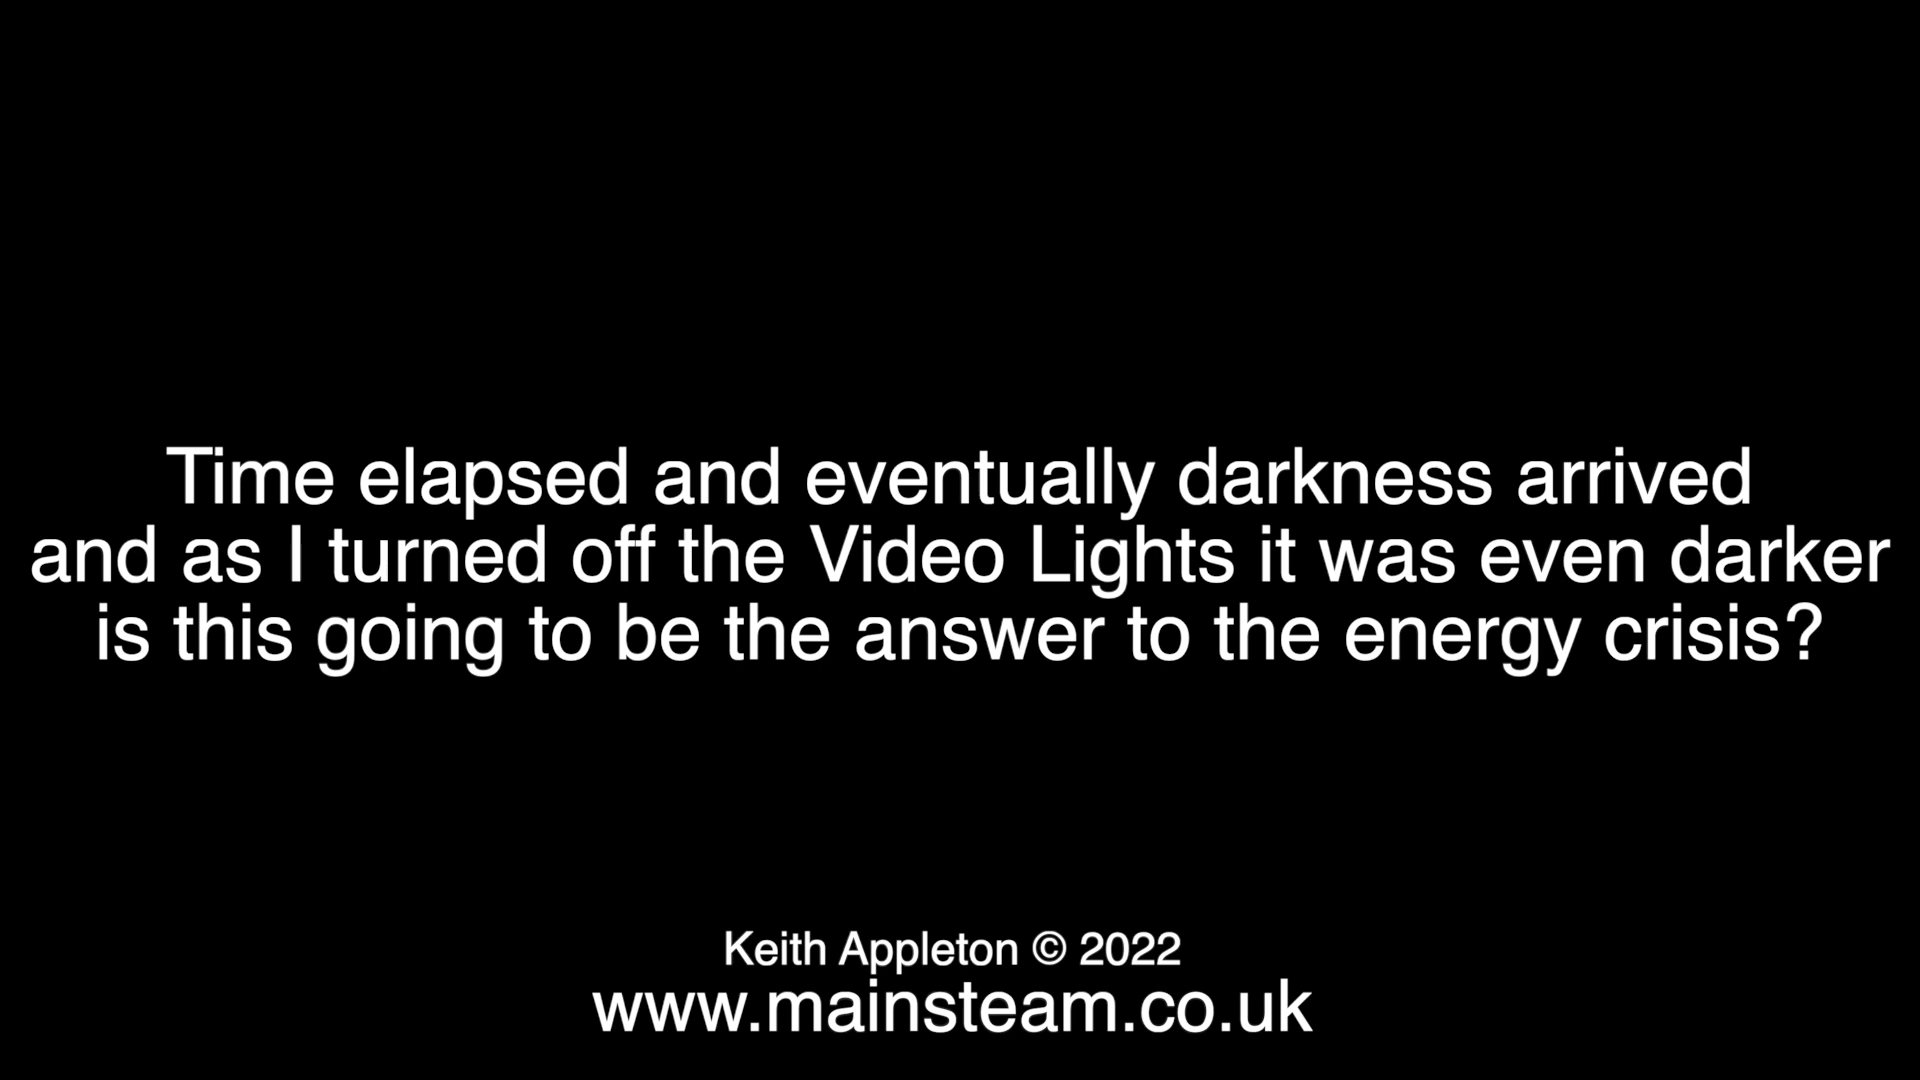 Time elapsed and eventually darkness arrived
and as I turned off the Video Lights it was even darker
is this going to be the answer to the energy crisis?
Keith Appleton © 2022
www.mainsteam.co.uk